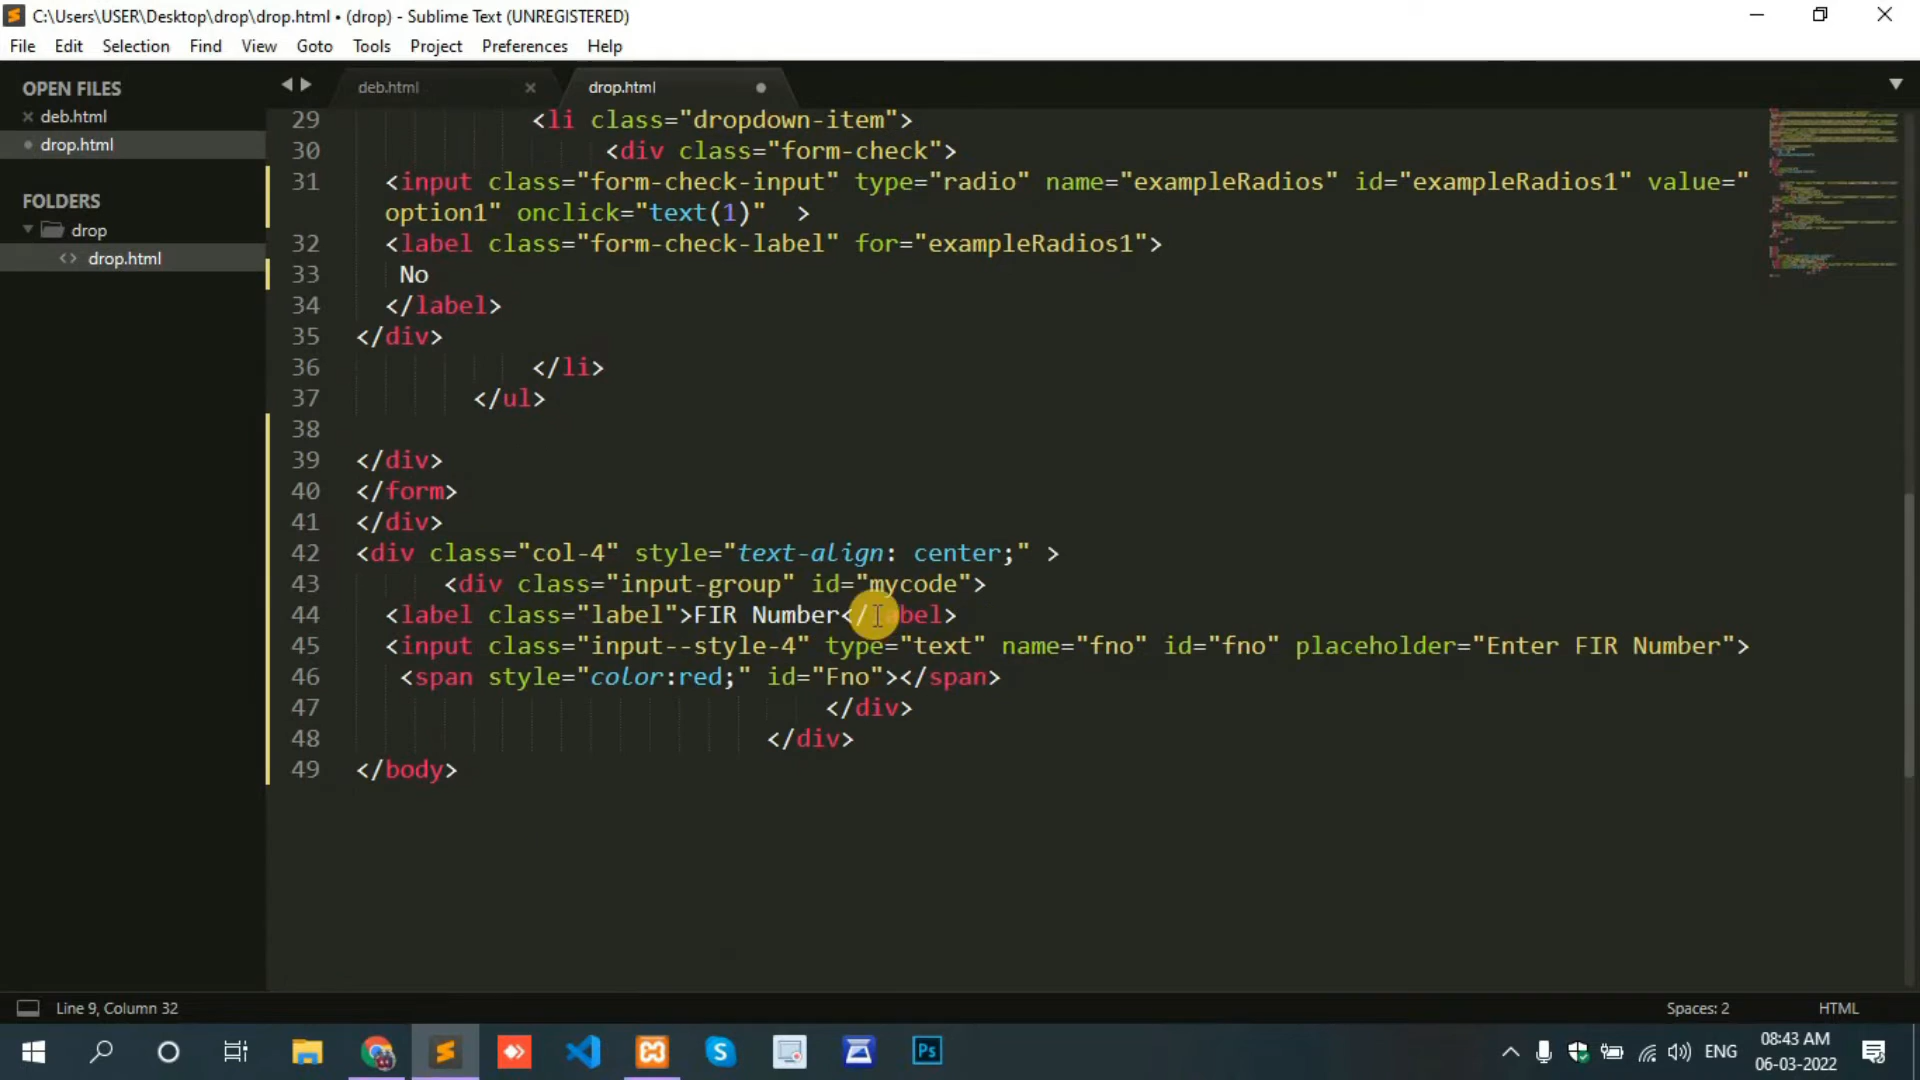 C:\Users\USER\Desktop\drop\drop.html • (drop) - Sublime Text (UNREGISTERED)
File Edit Selection Find View Goto Tools Project Preferences Help
OPEN FILES
deb.html
drop.html
FOLDERS
drop
drop.html
deb.html
drop.html
29 <li class="dropdown-item">
30 <div class="form-check">
31 <input class="form-check-input" type="radio" name="exampleRadios" id="exampleRadios1" value="
option1" onclick="text(1)" >
32 <label class="form-check-label" for="exampleRadios1">
33 No
34 </label>
35 </div>
36 </li>
37 </ul>
38
39 </div>
40 </form>
41 </div>
42 <div class="col-4" style="text-align: center;" >
43 <div class="input-group" id="mycode">
44 <label class="label">FIR Number</label>
45 <input class="input--style-4" type="text" name="fno" id="fno" placeholder="Enter FIR Number">
46 <span style="color:red;" id="Fno"></span>
47 </div>
48 </div>
49 </body>
Line 9, Column 32
Spaces: 2
HTML
Ps
ENG
08:43 AM
06-03-2022